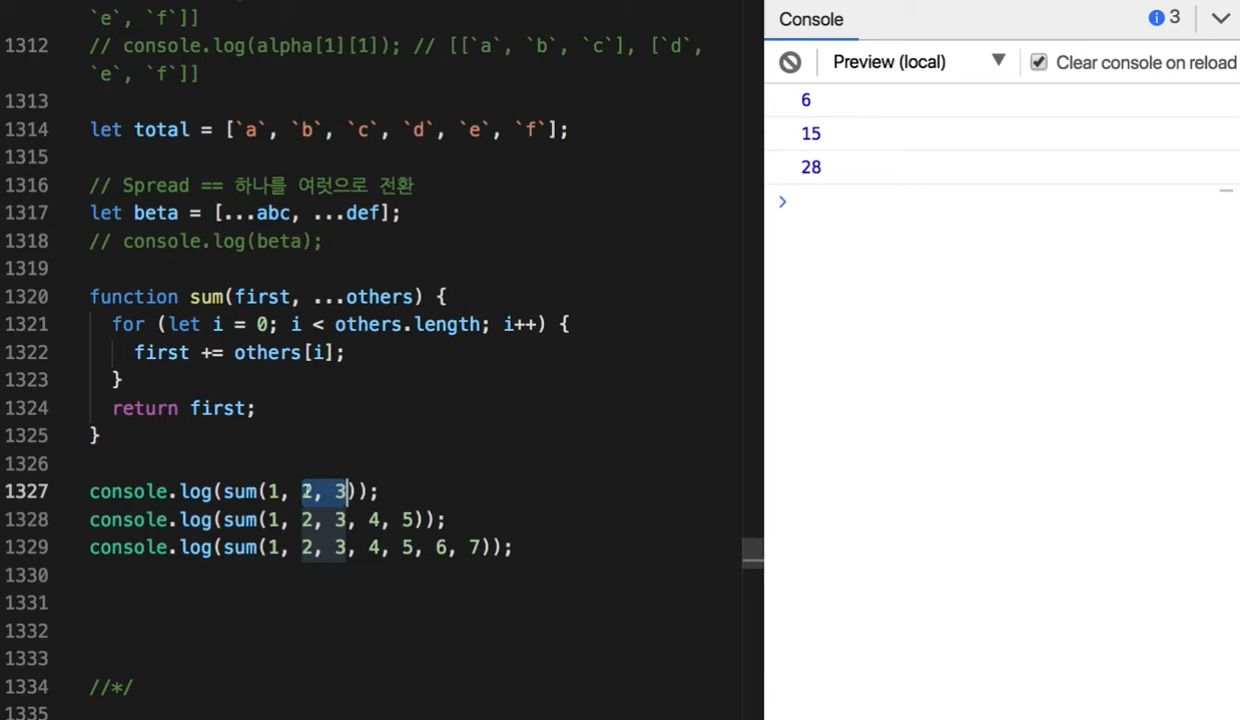 `e`, `f`]]
1312 // console.log(alpha[1][1]); // [[`a`, `b`, `c`], [`d`,
`e`, `f`]]
1313
1314 let total = [`a`, `b`, `c`, `d`, `e`, `f`];
1315
1316 // Spread == 하나를 여럿으로 전환
1317 let beta = [...abc, ...def];
1318 // console.log(beta);
1319
1320 function sum(first, ...others) {
1321 for (let i = 0; i < others.length; i++) {
1322 first += others[i];
1323 }
1324 return first;
1325 }
1326
1327 console.log(sum(1, 2, 3));
1328 console.log(sum(1, 2, 3, 4, 5));
1329 console.log(sum(1, 2, 3, 4, 5, 6, 7));
1330
1331
1332
1333
1334 //*/
1335
Console 3
Preview (local) Clear console on reload
6
15
28